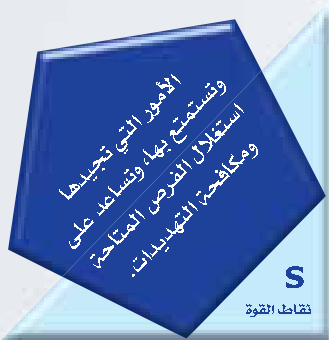 الأمور التي تجيدها
وتستمتع بها، وتساعد على
استغلال الفرص المتاحة
ومكافحة التهديدات.
S
نقاط القوة